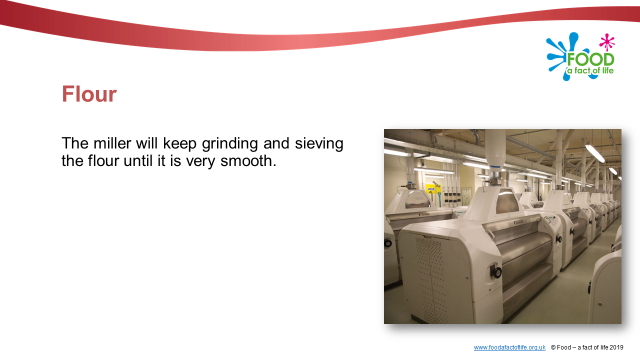 FOOD
a fact of life
Flour
The miller will keep grinding and sieving
the flour until it is very smooth.
www.foodafactoflife.org.uk © Food – a fact of life 2019